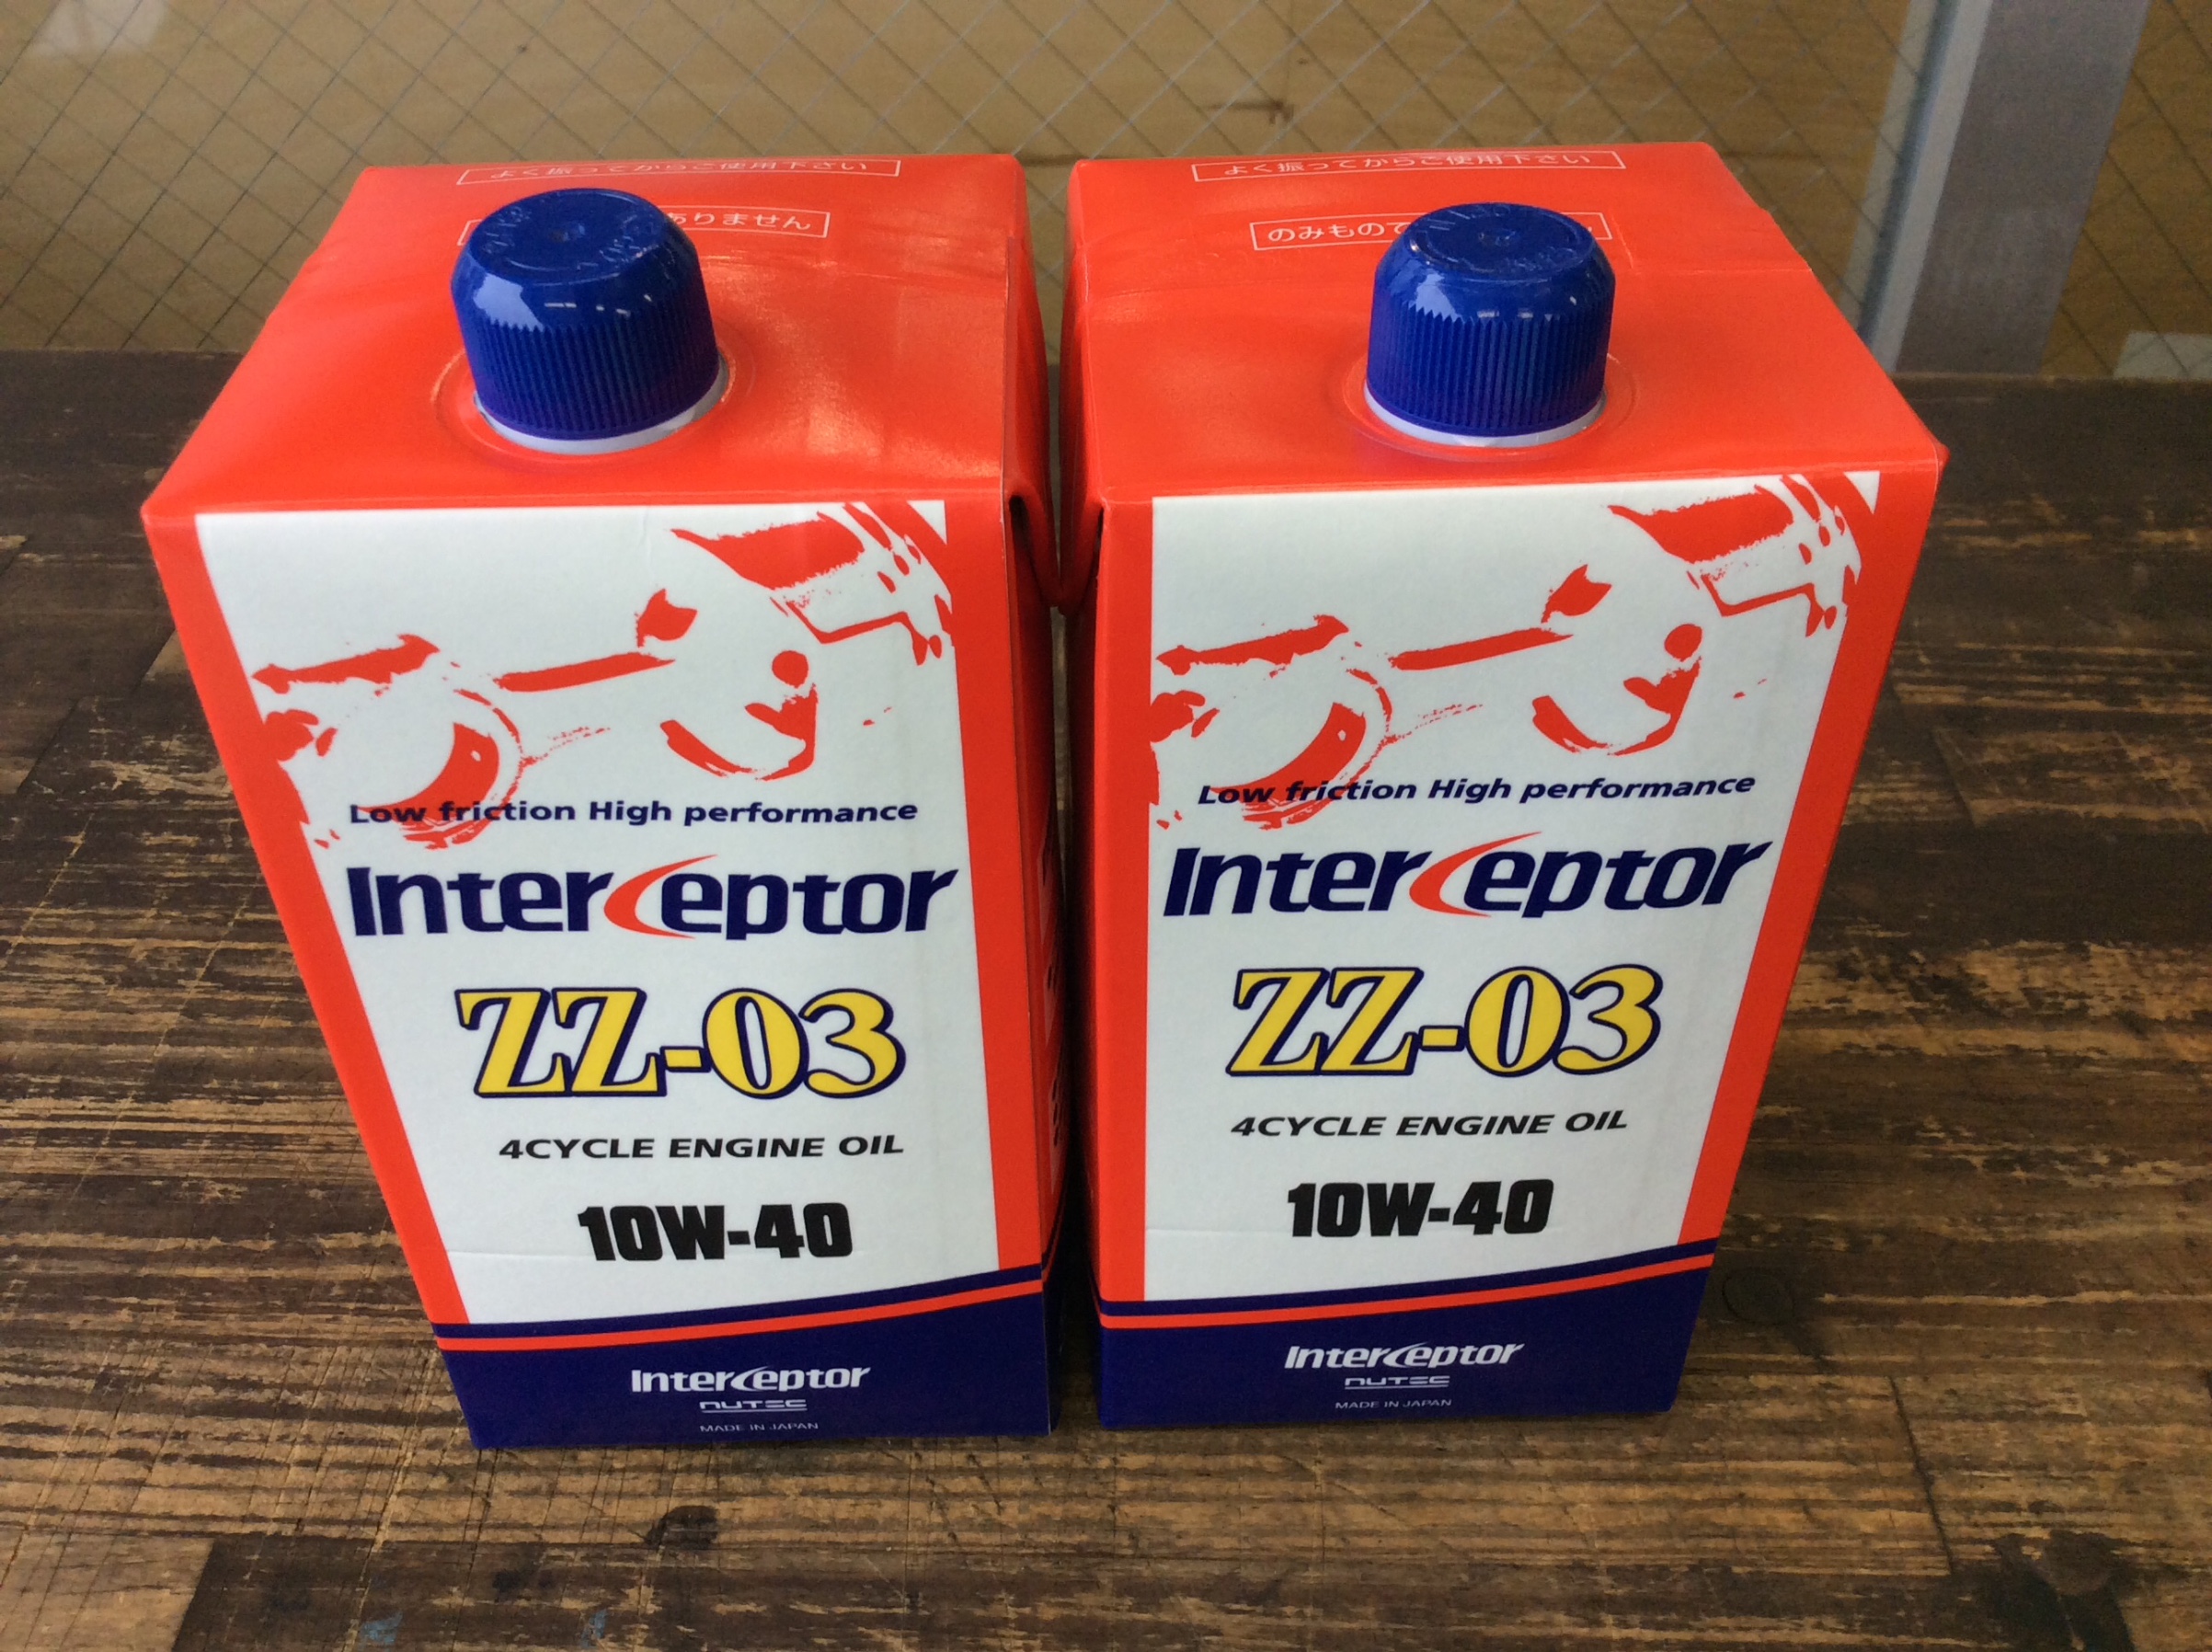 よく振ってからご使用下さい
ありません
Low friction High performance
Interceptor
ZZ-03
4CYCLE ENGINE OIL
10W-40
Interceptor
NUTEC
MADE IN JAPAN
よく振ってからご使用下さい
のみもので
Low friction High performance
Interceptor
ZZ-03
4CYCLE ENGINE OIL
10W-40
Interceptor
NUTEC
MADE IN JAPAN